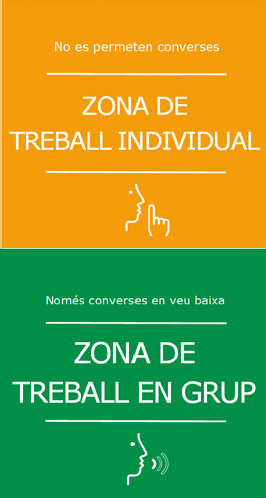 No es permeten converses
ZONA DE
TREBALL INDIVIDUAL
Només converses en veu baixa
ZONA DE
TREBALL EN GRUP